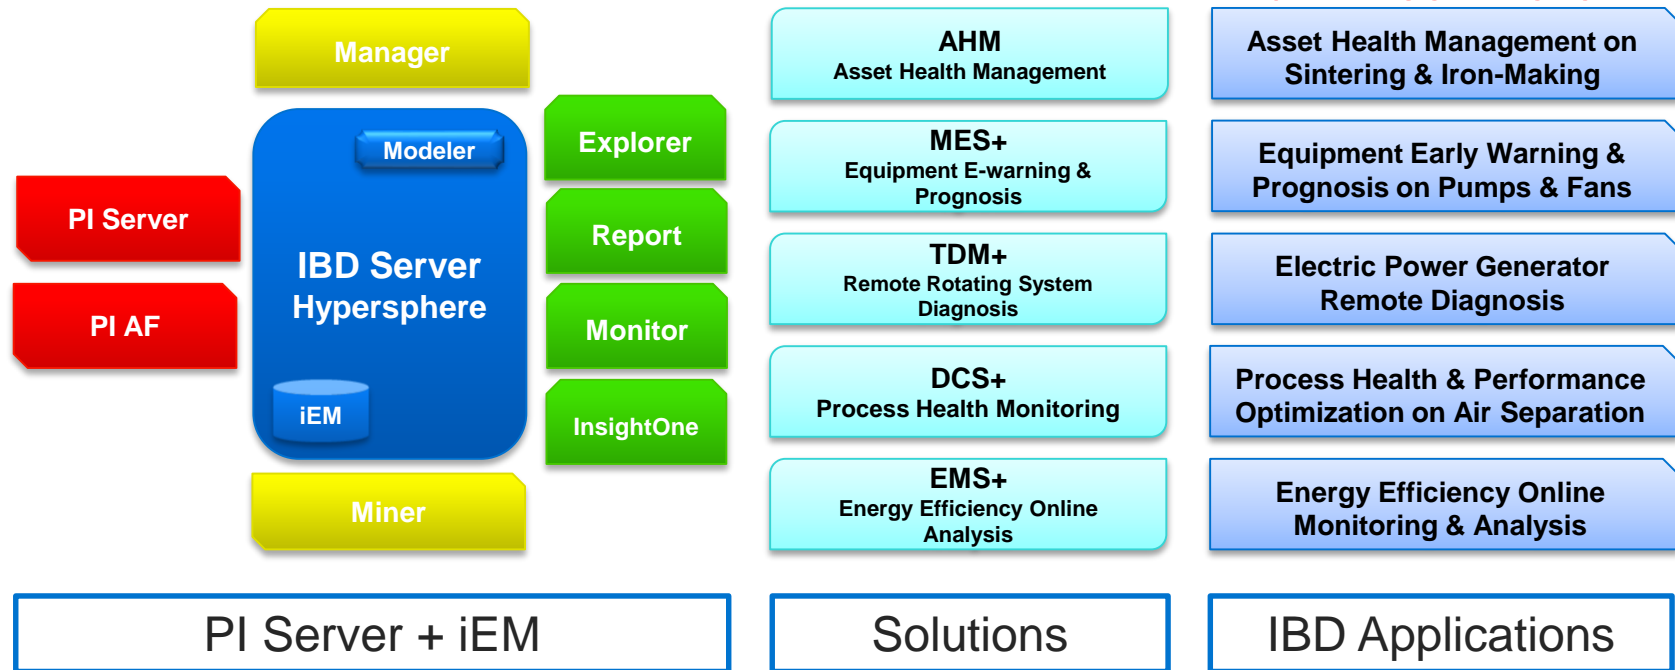 Manager
Modeler
IBD Server
Hypersphere
iEM
Miner
PI Server
PI AF
Explorer
Report
Monitor
InsightOne
AHM
Asset Health Management
MES+
Equipment E-warning &
Prognosis
TDM+
Remote Rotating System
Diagnosis
DCS+
Process Health Monitoring
EMS+
Energy Efficiency Online
Analysis
Asset Health Management on
Sintering & Iron-Making
Equipment Early Warning &
Prognosis on Pumps & Fans
Electric Power Generator
Remote Diagnosis
Process Health & Performance
Optimization on Air Separation
Energy Efficiency Online
Monitoring & Analysis
PI Server + iEM
Solutions
IBD Applications